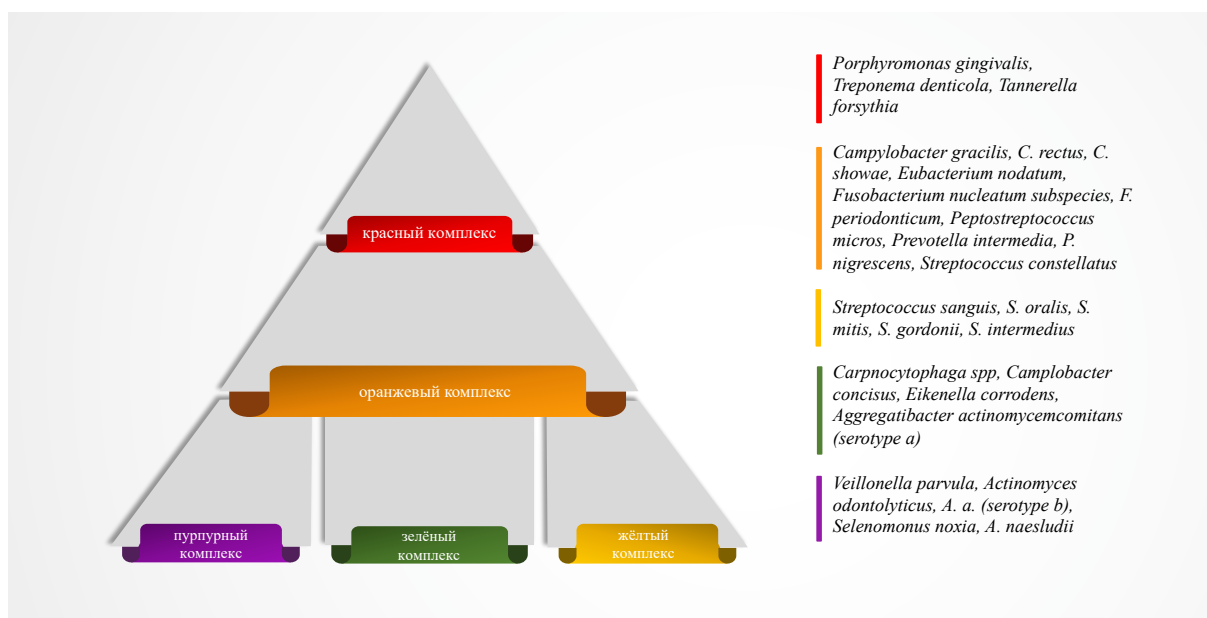 красный комплекс
оранжевый комплекс
пурпурный
комплекс
зелёный
комплекс
жёлтый
комплекс
Porphyromonas gingivalis,
Treponema denticola, Tannerella
forsythia
Campylobacter gracilis, C. rectus, C.
showae, Eubacterium nodatum,
Fusobacterium nucleatum subspecies, F.
periodonticum, Peptostreptococcus
micros, Prevotella intermedia, P.
nigrescens, Streptococcus constellatus
Streptococcus sanguis, S. oralis, S.
mitis, S. gordonii, S. intermedius
Carpnocytophaga spp, Camplobacter
concisus, Eikenella corrodens,
Aggregatibacter actinomycemcomitans
(serotype a)
Veillonella parvula, Actinomyces
odontolyticus, A. a. (serotype b),
Selenomonus noxia, A. naesludii